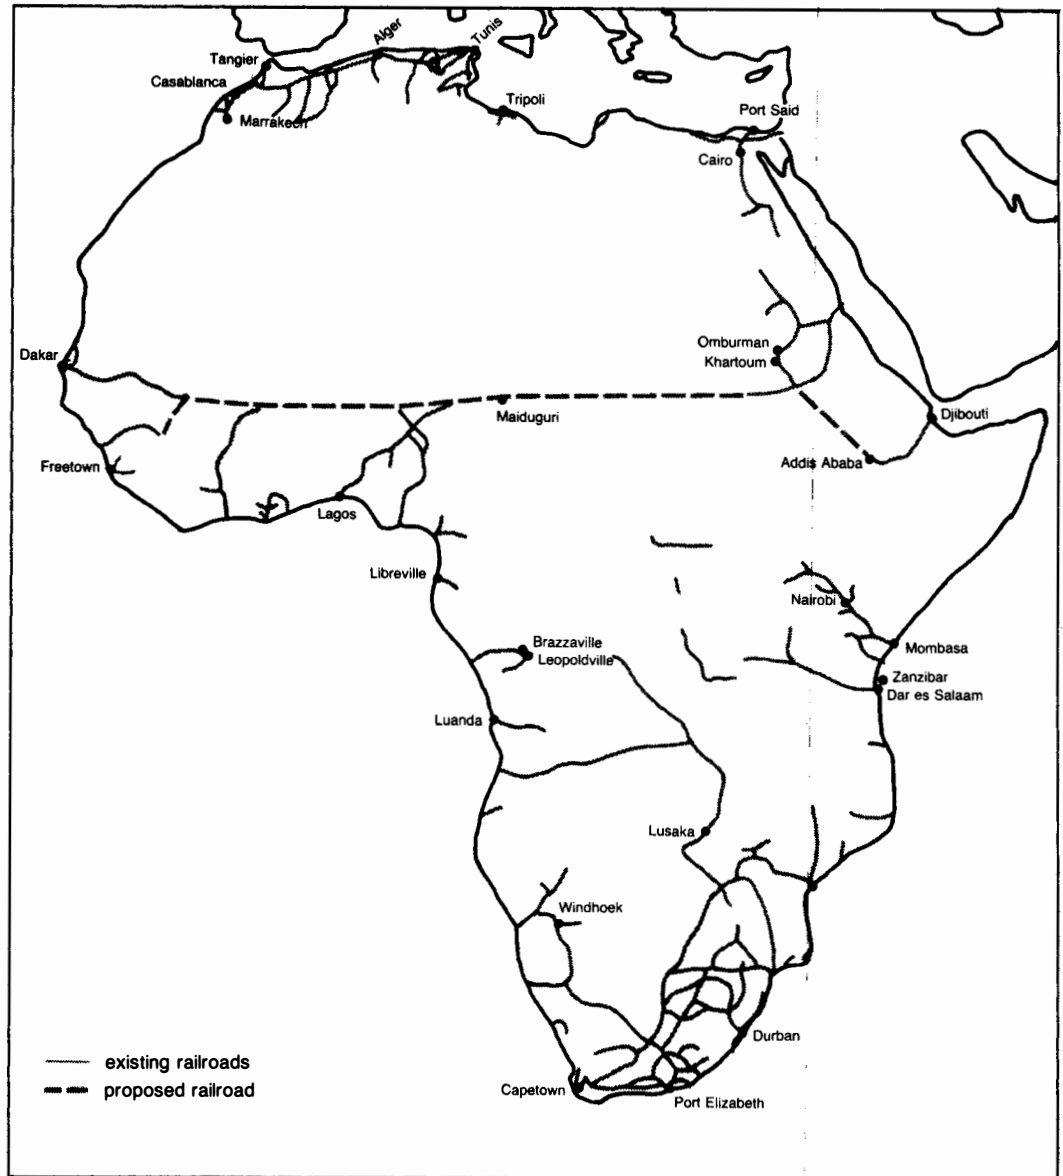 Alger
Tunis
Tangier
Casablanca
Marrakech
Tripoli
Port Said
Cairo
Dakar
Omburman
Khartoum
Maiduguri
Djibouti
Addis Ababa
Freetown
Lagos
Libreville
Nairobi
Mombasa
Brazzaville
Leopoldville
Zanzibar
Dar es Salaam
Luanda
Lusaka
Windhoek
Durban
existing railroads
proposed railroad
Capetown
Port Elizabeth